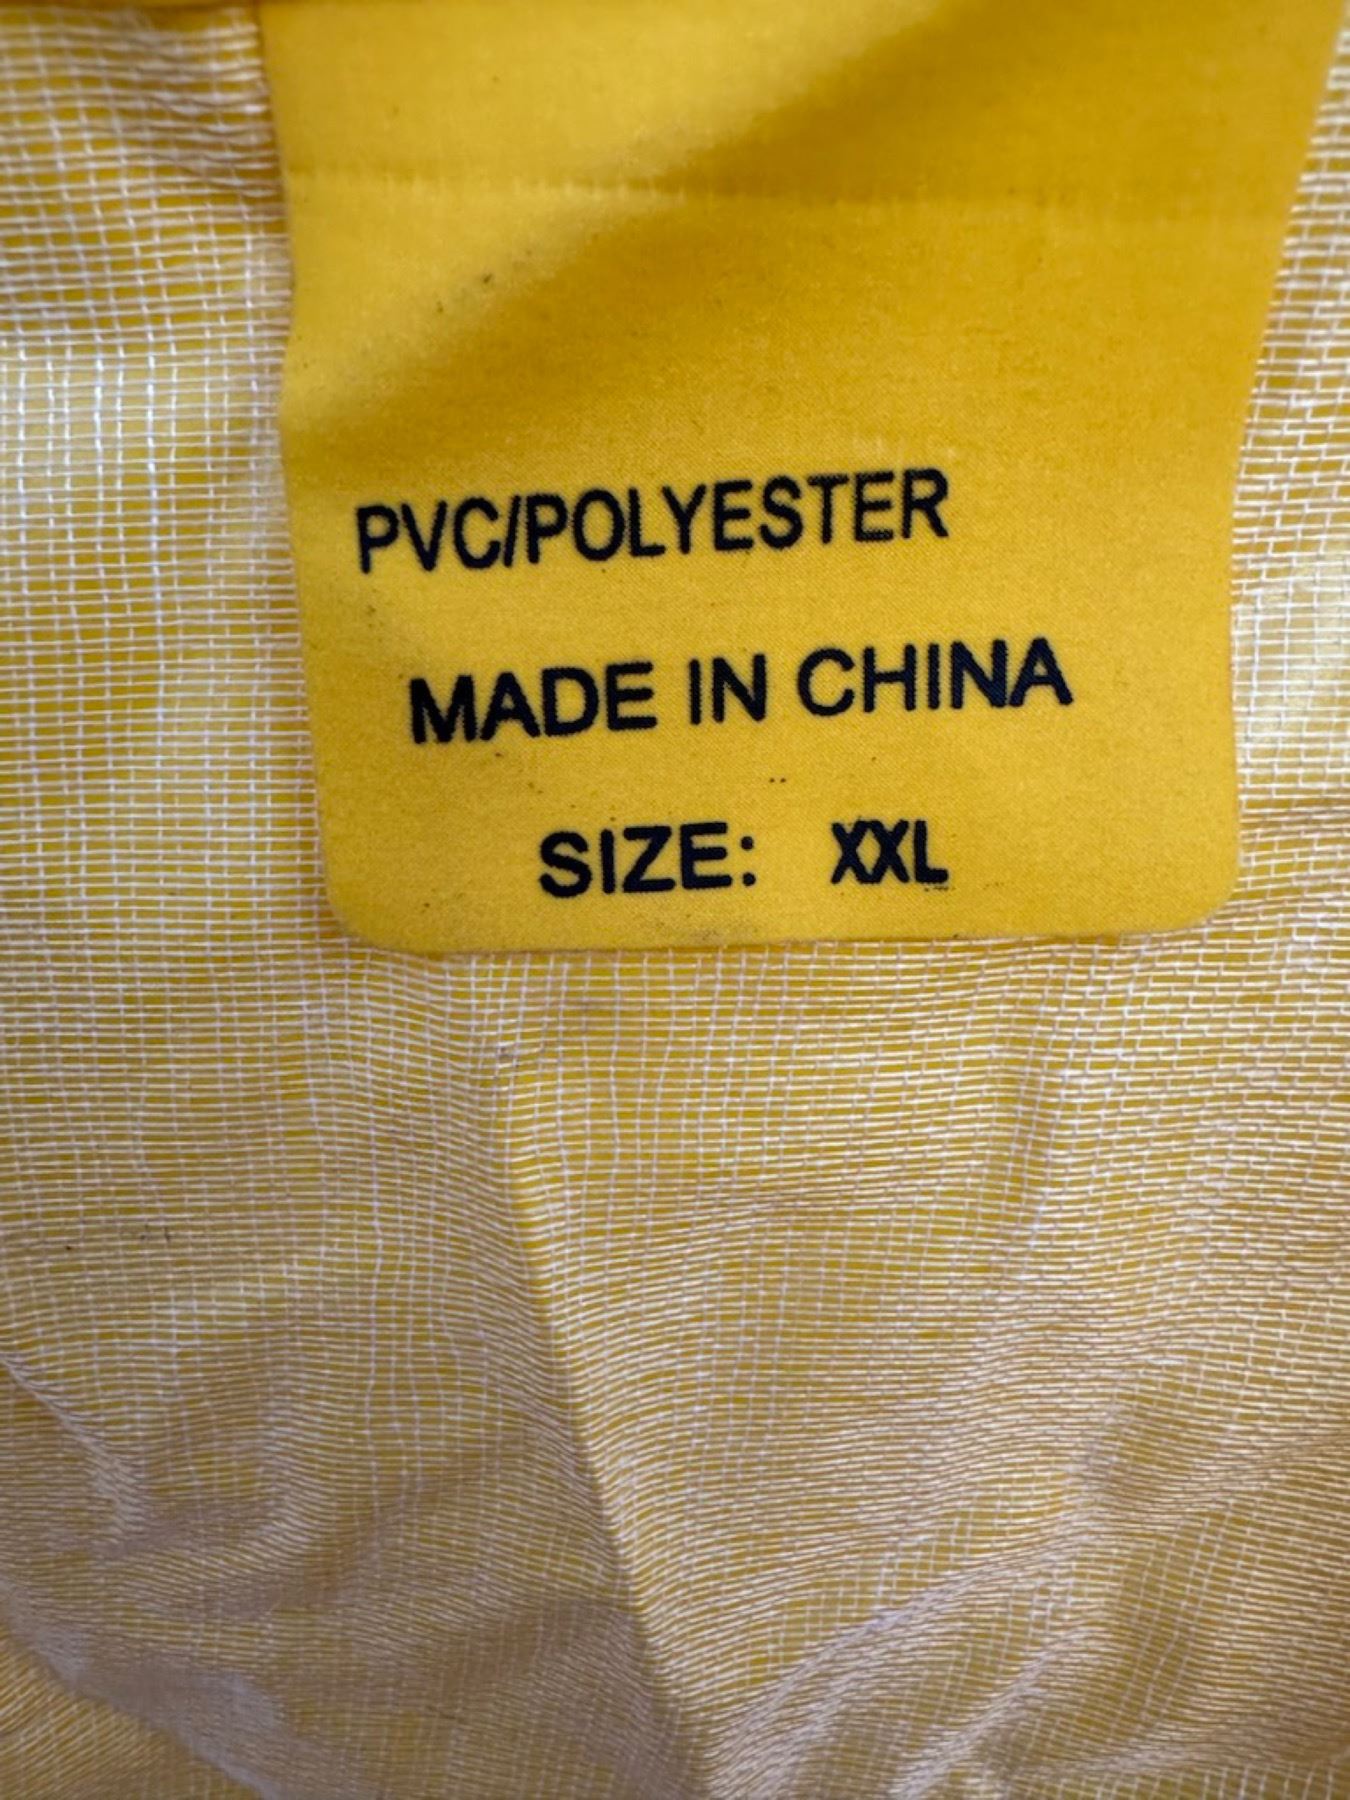 PVC/POLYESTER
MADE IN CHINA
SIZE: XXL